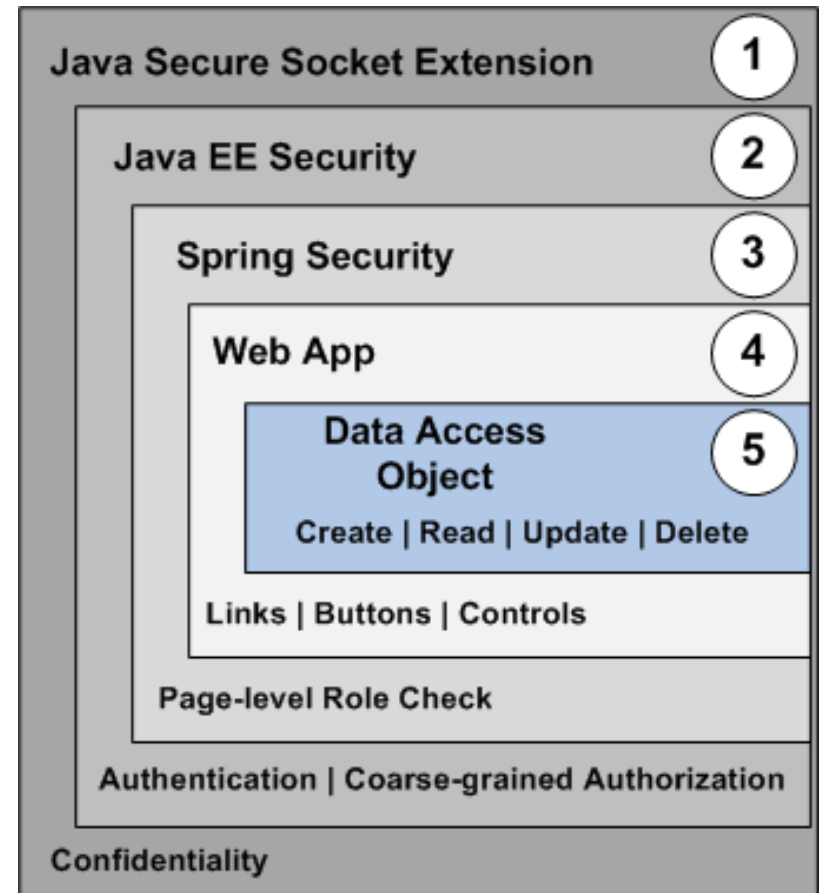 Java Secure Socket Extension
1
Java EE Security
2
Spring Security
3
Web App
4
Data Access
Object
5
Create | Read | Update | Delete
Links | Buttons | Controls
Page-level Role Check
Authentication | Coarse-grained Authorization
Confidentiality